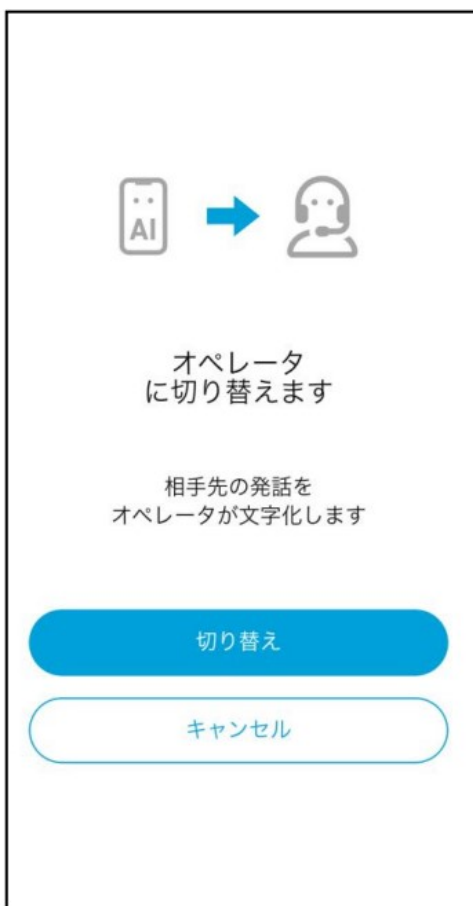 AI
オペレータ
に切り替えます
相手先の発話を
オペレータが文字化します
切り替え
キャンセル